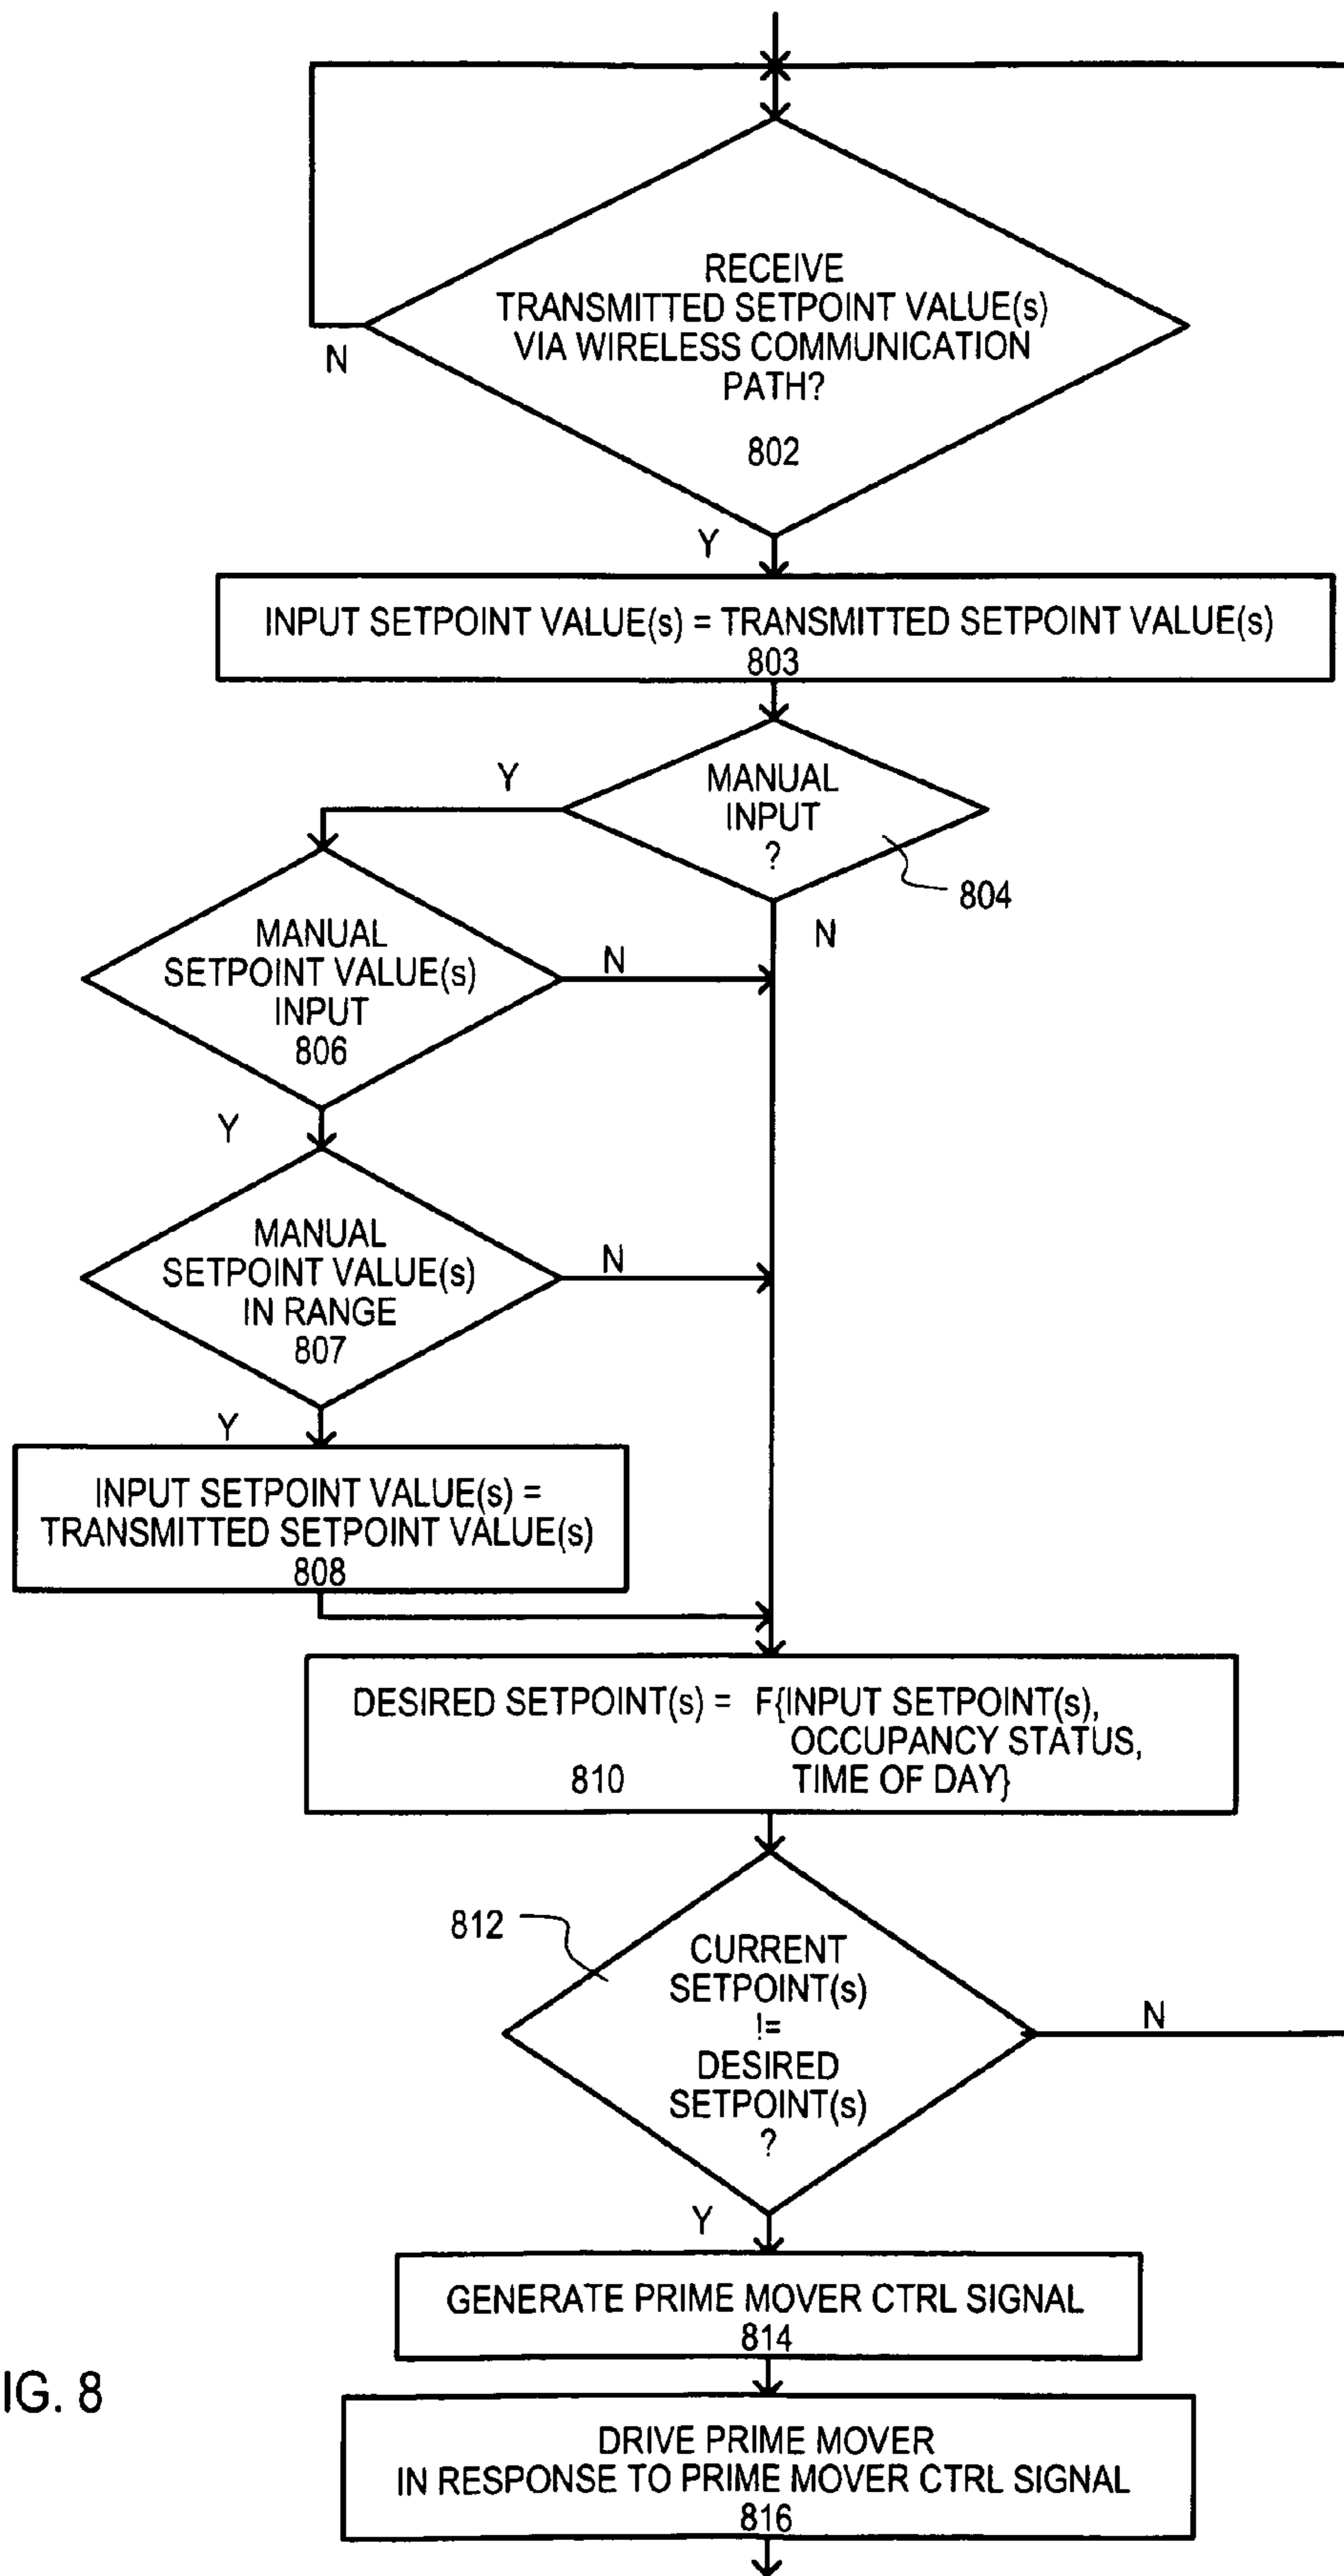 RECEIVE
TRANSMITTED SETPOINT VALUE(s)
VIA WIRELESS COMMUNICATION
PATH?
N
802
Y
INPUT SETPOINT VALUE(s) = TRANSMITTED SETPOINT VALUE(s)
803
Y
MANUAL
INPUT
?
804
N
MANUAL
SETPOINT VALUE(s)
INPUT
806
N
Y
MANUAL
SETPOINT VALUE(s)
IN RANGE
807
N
Y
INPUT SETPOINT VALUE(s) =
TRANSMITTED SETPOINT VALUE(s)
808
DESIRED SETPOINT(s) = F{INPUT SETPOINT(s),
OCCUPANCY STATUS,
810 TIME OF DAY}
812
CURRENT
SETPOINT(s)
!=
DESIRED
SETPOINT(s)
?
N
Y
GENERATE PRIME MOVER CTRL SIGNAL
814
IG. 8
DRIVE PRIME MOVER
IN RESPONSE TO PRIME MOVER CTRL SIGNAL
816